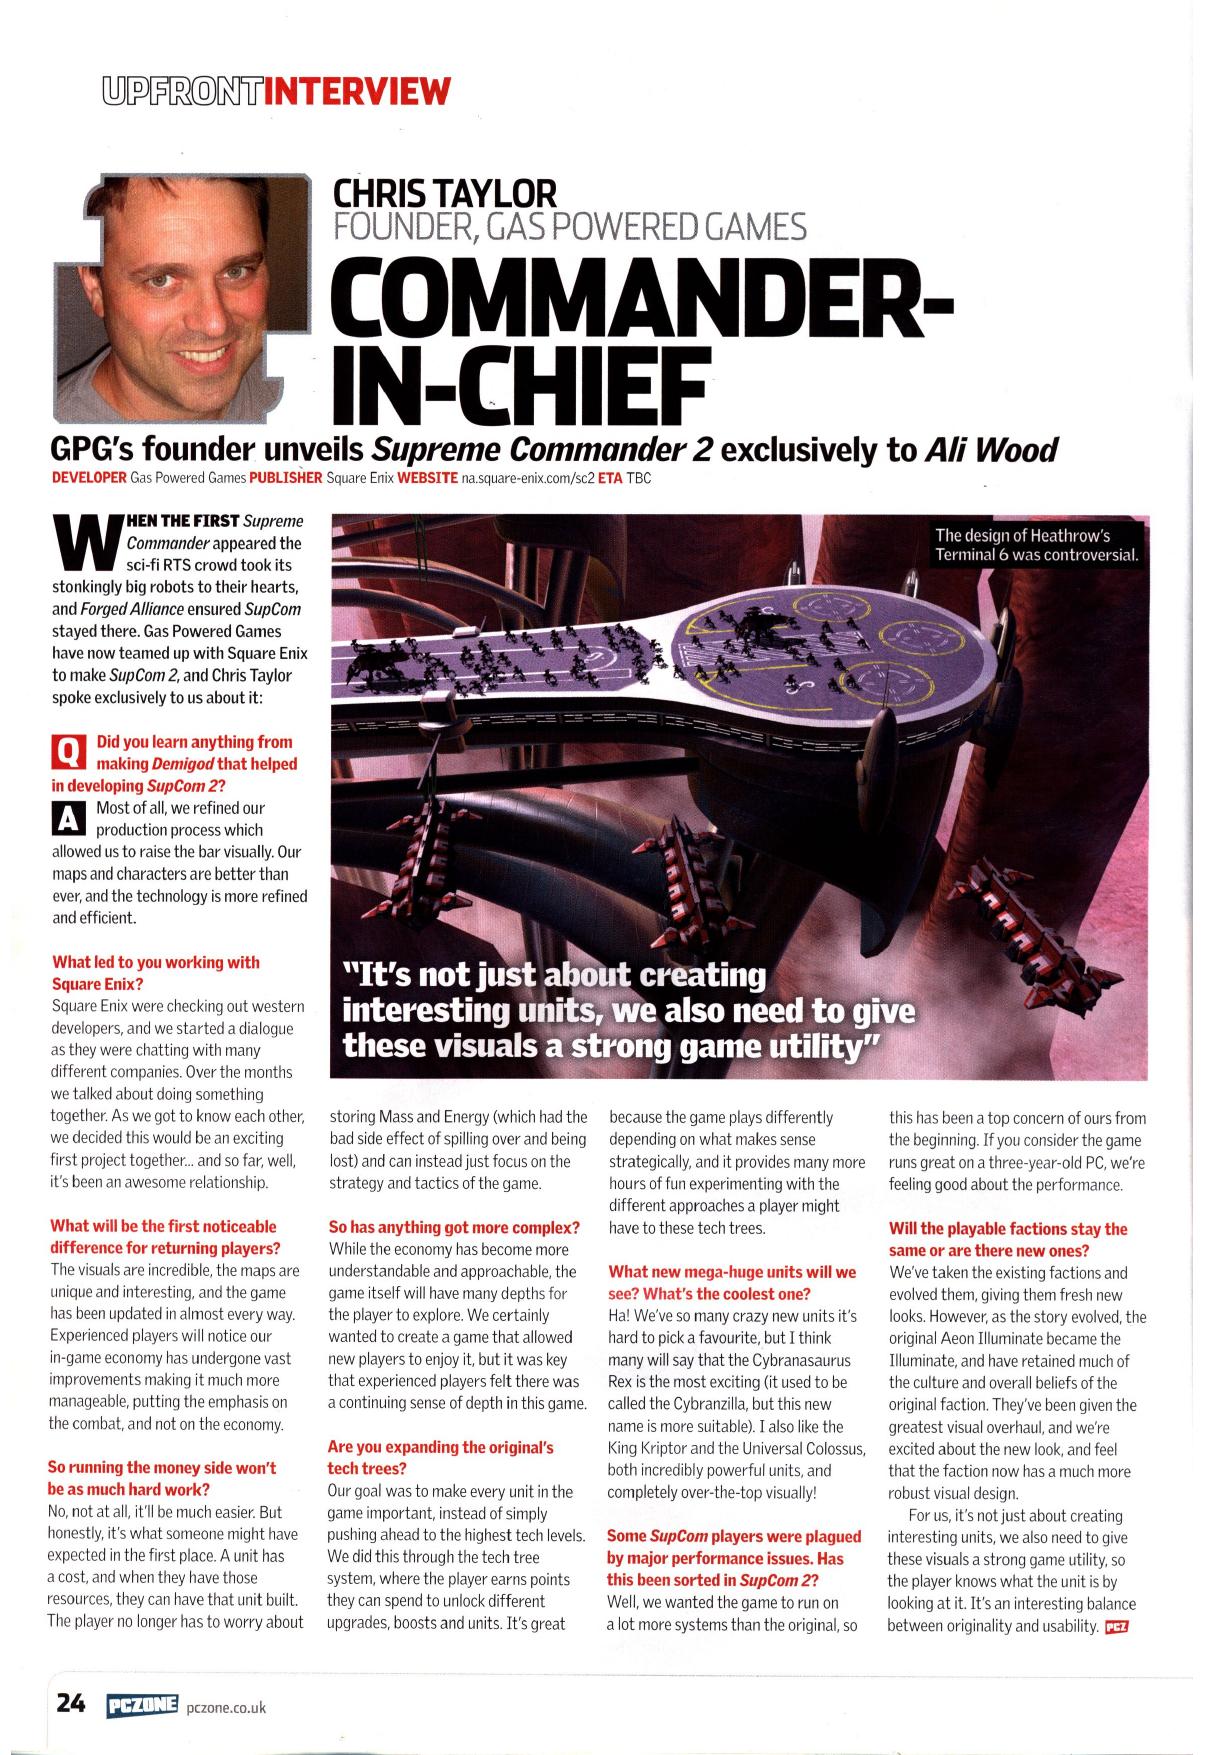 UPFRONTINTERVIEW
CHRIS TAYLOR
FOUNDER, GAS POWERED GAMES
COMMANDER-
IN-CHIEF
GPG's founder unveils Supreme Commander 2 exclusively to Ali Wood
DEVELOPER Gas Powered Games PUBLISHER Square Enix WEBSITE na.square-enix.com/sc2 ETA TBC
WHEN THE FIRST Supreme
Commander appeared the
sci-fi RTS crowd took its
stonkingly big robots to their hearts,
and Forged Alliance ensured SupCom
stayed there. Gas Powered Games
have now teamed up with Square Enix
to make SupCom 2, and Chris Taylor
spoke exclusively to us about it:
Q Did you learn anything from
making Demigod that helped
in developing SupCom 2?
A Most of all, we refined our
production process which
allowed us to raise the bar visually. Our
maps and characters are better than
ever, and the technology is more refined
and efficient.
What led to you working with
Square Enix?
Square Enix were checking out western
developers, and we started a dialogue
as they were chatting with many
different companies. Over the months
we talked about doing something
together. As we got to know each other,
we decided this would be an exciting
first project together... and so far, well,
it's been an awesome relationship.
What will be the first noticeable
difference for returning players?
The visuals are incredible, the maps are
unique and interesting, and the game
has been updated in almost every way.
Experienced players will notice our
in-game economy has undergone vast
improvements making it much more
manageable, putting the emphasis on
the combat, and not on the economy.
So running the money side won't
be as much hard work?
No, not at all, it'll be much easier. But
honestly, it's what someone might have
expected in the first place. A unit has
a cost, and when they have those
resources, they can have that unit built.
The player no longer has to worry about
The design of Heathrow's
Terminal 6 was controversial.
"It's not just about creating
interesting units, we also need to give
these visuals a strong game utility"
storing Mass and Energy (which had the
bad side effect of spilling over and being
lost) and can instead just focus on the
strategy and tactics of the game.
So has anything got more complex?
While the economy has become more
understandable and approachable, the
game itself will have many depths for
the player to explore. We certainly
wanted to create a game that allowed
new players to enjoy it, but it was key
that experienced players felt there was
a continuing sense of depth in this game.
Are you expanding the original's
tech trees?
Our goal was to make every unit in the
game important, instead of simply
pushing ahead to the highest tech levels.
We did this through the tech tree
system, where the player earns points
they can spend to unlock different
upgrades, boosts and units. It's great
because the game plays differently
depending on what makes sense
strategically, and it provides many more
hours of fun experimenting with the
different approaches a player might
have to these tech trees.
What new mega-huge units will we
see? What's the coolest one?
Ha! We've so many crazy new units it's
hard to pick a favourite, but I think
many will say that the Cybranasaurus
Rex is the most exciting (it used to be
called the Cybranzilla, but this new
name is more suitable). I also like the
King Kriptor and the Universal Colossus,
both incredibly powerful units, and
completely over-the-top visually!
Some SupCom players were plagued
by major performance issues. Has
this been sorted in SupCom 2?
Well, we wanted the game to run on
a lot more systems than the original, so
this has been a top concern of ours from
the beginning. If you consider the game
runs great on a three-year-old PC, we're
feeling good about the performance.
Will the playable factions stay the
same or are there new ones?
We've taken the existing factions and
evolved them, giving them fresh new
looks. However, as the story evolved, the
original Aeon Illuminate became the
Illuminate, and have retained much of
the culture and overall beliefs of the
original faction. They've been given the
greatest visual overhaul, and we're
excited about the new look, and feel
that the faction now has a much more
robust visual design.
For us, it's not just about creating
interesting units, we also need to give
these visuals a strong game utility, so
the player knows what the unit is by
looking at it. It's an interesting balance
between originality and usability. PCZ
24 PCZONE pczone.co.uk